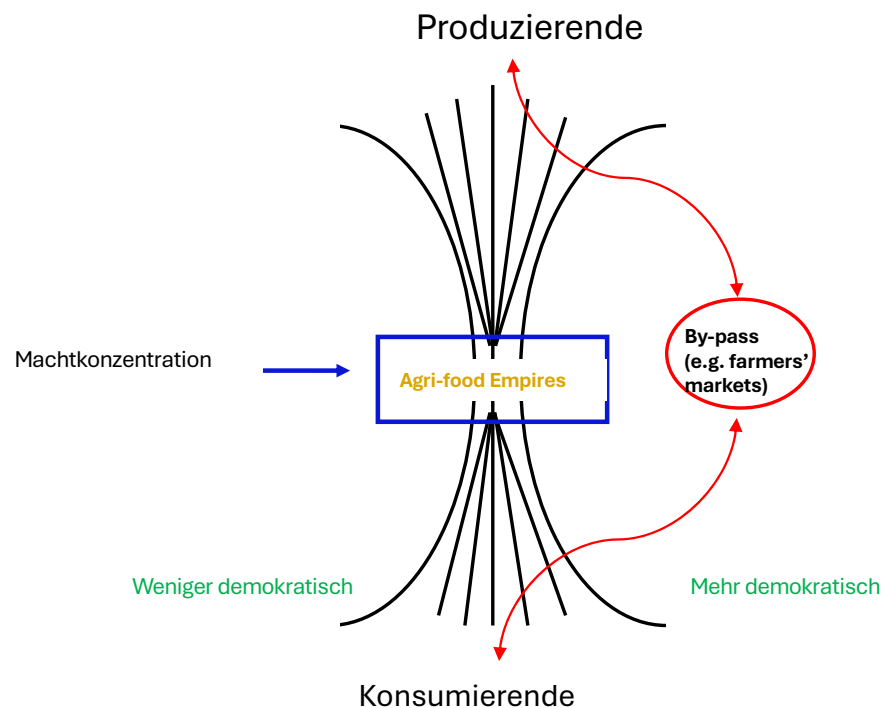 Produzierende
By-pass
(e.g. farmers’
markets)
Machtkonzentration
Agri-food Empires
Weniger demokratisch
Mehr demokratisch
Konsumierende